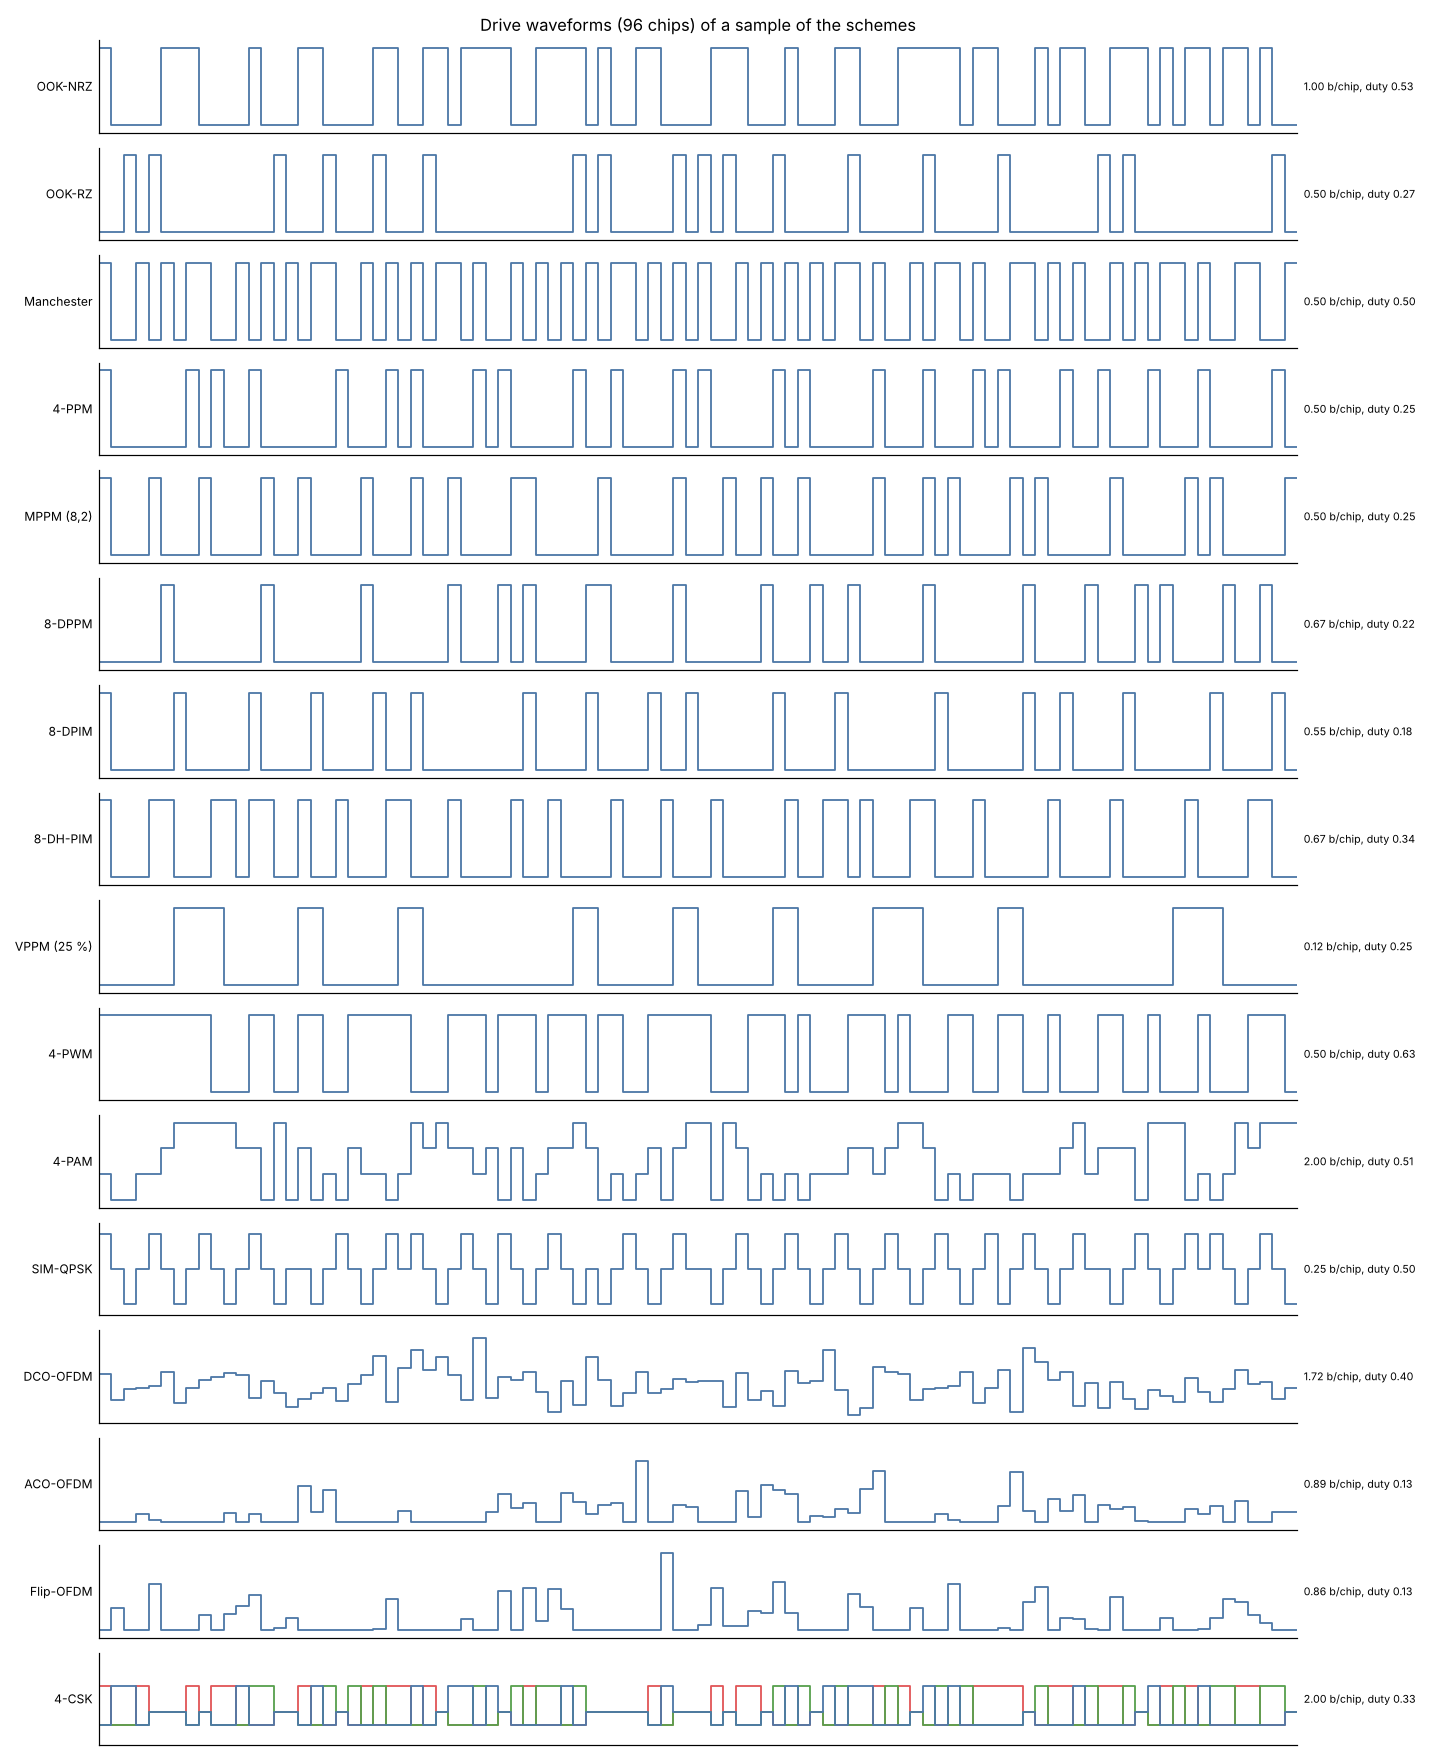 Drive waveforms (96 chips) of a sample of the schemes
OOK-NRZ 1.00 b/chip, duty 0.53
OOK-RZ 0.50 b/chip, duty 0.27
Manchester 0.50 b/chip, duty 0.50
4-PPM 0.50 b/chip, duty 0.25
MPPM (8,2) 0.50 b/chip, duty 0.25
8-DPPM 0.67 b/chip, duty 0.22
8-DPIM 0.55 b/chip, duty 0.18
8-DH-PIM 0.67 b/chip, duty 0.34
VPPM (25 %) 0.12 b/chip, duty 0.25
4-PWM 0.50 b/chip, duty 0.63
4-PAM 2.00 b/chip, duty 0.51
SIM-QPSK 0.25 b/chip, duty 0.50
DCO-OFDM 1.72 b/chip, duty 0.40
ACO-OFDM 0.89 b/chip, duty 0.13
Flip-OFDM 0.86 b/chip, duty 0.13
4-CSK 2.00 b/chip, duty 0.33